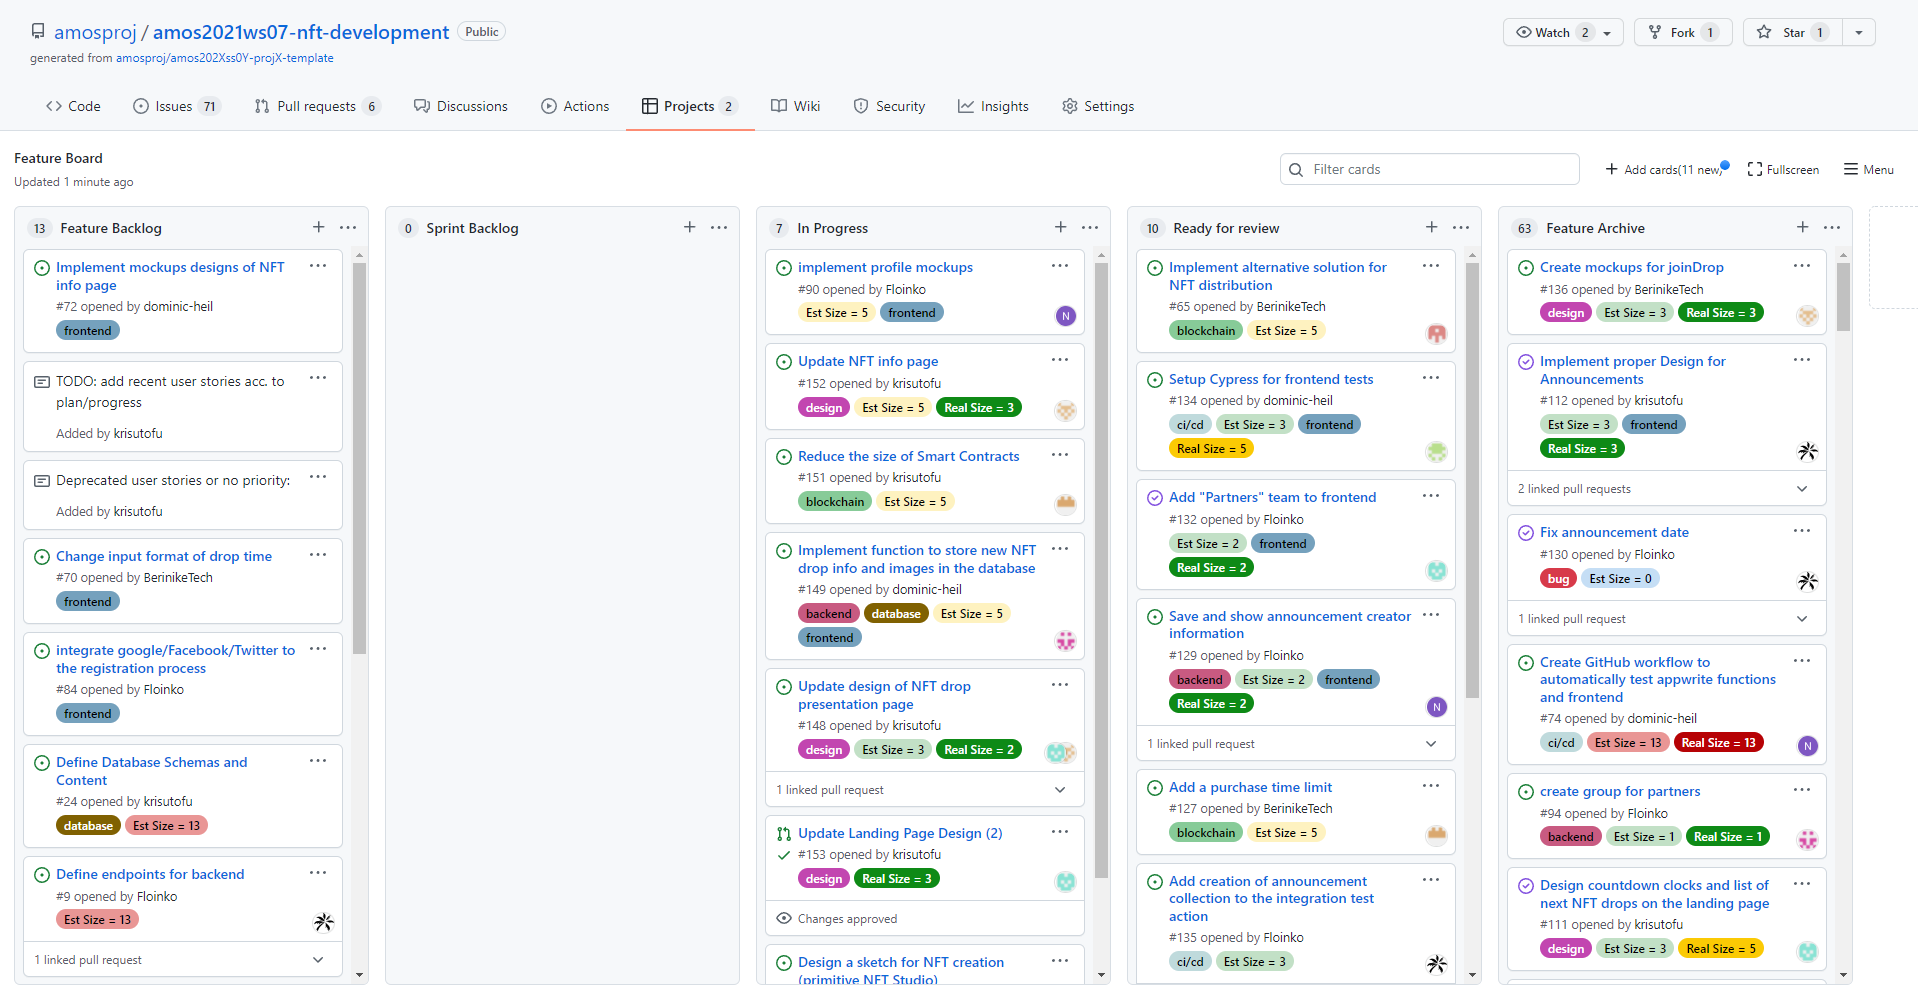 amosproj / amos2021ws07-nft-development Public
Watch 2
Fork 1
Star 1
generated from amosproj/amos202Xss0Y-projX-template
Code
Issues 71
Pull requests 6
Discussions
Actions
Projects 2
Wiki
Security
Insights
Settings
Feature Board
Updated 1 minute ago
Filter cards
Add cards(11 new)
Fullscreen
Menu
13 Feature Backlog
Implement mockups designs of NFT
info page
#72 opened by dominic-heil
frontend
TODO: add recent user stories acc. to
plan/progress
Added by krisutofu
Deprecated user stories or no priority:
Added by krisutofu
Change input format of drop time
#70 opened by BerinikeTech
frontend
integrate google/Facebook/Twitter to
the registration process
#84 opened by Floinko
frontend
Define Database Schemas and
Content
#24 opened by krisutofu
database Est Size = 13
Define endpoints for backend
#9 opened by Floinko
Est Size = 13
1 linked pull request
0 Sprint Backlog
7 In Progress
implement profile mockups
#90 opened by Floinko
Est Size = 5 frontend
N
Update NFT info page
#152 opened by krisutofu
design Est Size = 5 Real Size = 3
Reduce the size of Smart Contracts
#151 opened by krisutofu
blockchain Est Size = 5
Implement function to store new NFT
drop info and images in the database
#149 opened by dominic-heil
backend database Est Size = 5
frontend
Update design of NFT drop
presentation page
#148 opened by krisutofu
design Est Size = 3 Real Size = 2
1 linked pull request
Update Landing Page Design (2)
#153 opened by krisutofu
design Real Size = 3
Changes approved
Design a sketch for NFT creation
(primitive NFT Studio)
10 Ready for review
Implement alternative solution for
NFT distribution
#65 opened by BerinikeTech
blockchain Est Size = 5
Setup Cypress for frontend tests
#134 opened by dominic-heil
ci/cd Est Size = 3 frontend
Real Size = 5
Add "Partners" team to frontend
#132 opened by Floinko
Est Size = 2 frontend
Real Size = 2
Save and show announcement creator
information
#129 opened by Floinko
backend Est Size = 2 frontend
Real Size = 2
N
1 linked pull request
Add a purchase time limit
#127 opened by BerinikeTech
blockchain Est Size = 5
Add creation of announcement
collection to the integration test
action
#135 opened by Floinko
ci/cd Est Size = 3
63 Feature Archive
Create mockups for joinDrop
#136 opened by BerinikeTech
design Est Size = 3 Real Size = 3
Implement proper Design for
Announcements
#112 opened by krisutofu
Est Size = 3 frontend
Real Size = 3
2 linked pull requests
Fix announcement date
#130 opened by Floinko
bug Est Size = 0
1 linked pull request
Create GitHub workflow to
automatically test appwrite functions
and frontend
#74 opened by dominic-heil
ci/cd Est Size = 13 Real Size = 13
N
create group for partners
#94 opened by Floinko
backend Est Size = 1 Real Size = 1
Design countdown clocks and list of
next NFT drops on the landing page
#111 opened by krisutofu
design Est Size = 3 Real Size = 5